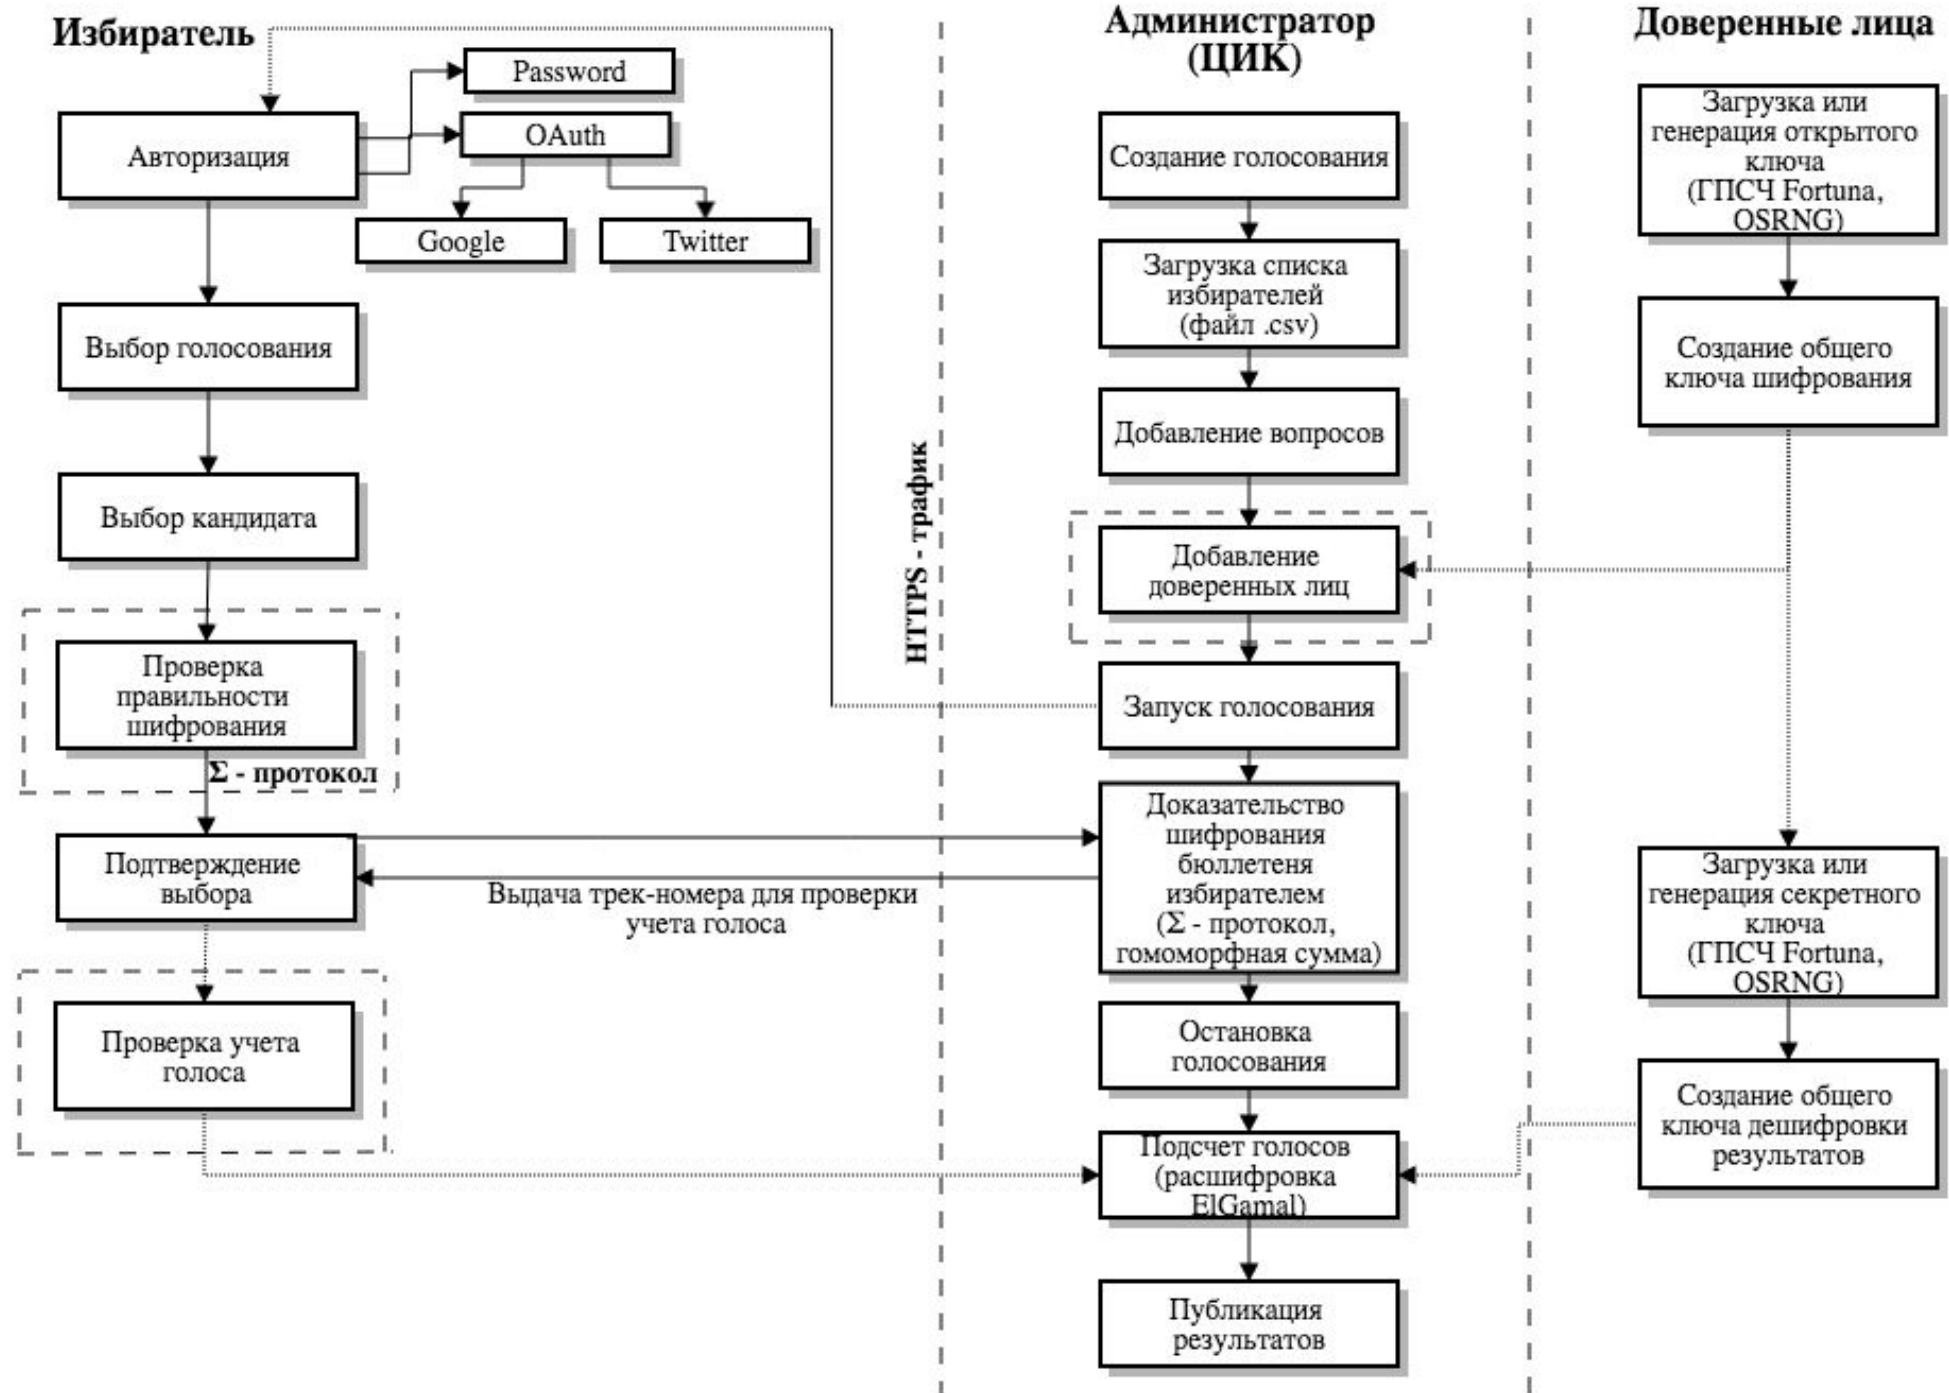 Избиратель
Password
OAuth
Авторизация
Google
Twitter
Выбор голосования
Выбор кандидата
Проверка
правильности
шифрования
Σ - протокол
Подтверждение
выбора
Выдача трек-номера для проверки
учета голоса
Проверка учета
голоса
HTTPS - трафик
Администратор
(ЦИК)
Создание голосования
Загрузка списка
избирателей
(файл .csv)
Добавление вопросов
Добавление
доверенных лиц
Запуск голосования
Доказательство
шифрования
бюллетеня
избирателем
(Σ - протокол,
гомоморфная сумма)
Остановка
голосования
Подсчет голосов
(расшифровка
ElGamal)
Публикация
результатов
Доверенные лица
Загрузка или
генерация открытого
ключа
(ГПСЧ Fortuna,
OSRNG)
Создание общего
ключа шифрования
Загрузка или
генерация секретного
ключа
(ГПСЧ Fortuna,
OSRNG)
Создание общего
ключа дешифровки
результатов